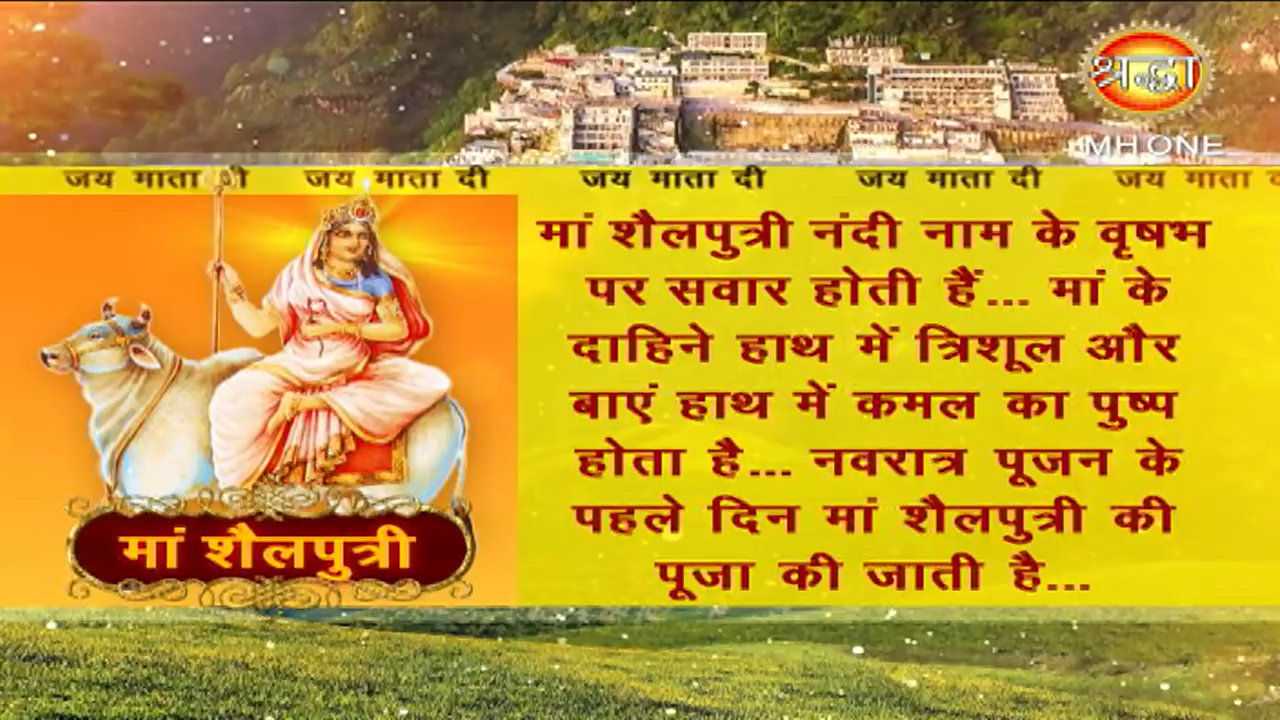 श्रद्धा
MH ONE
जय माता दी जय माता दी जय माता दी जय माता दी जय माता
मां शैलपुत्री नंदी नाम के वृषभ
पर सवार होती हैं... मां के
दाहिने हाथ में त्रिशूल और
बाएं हाथ में कमल का पुष्प
होता है... नवरात्र पूजन के
पहले दिन मां शैलपुत्री की
पूजा की जाती है...
मां शैलपुत्री